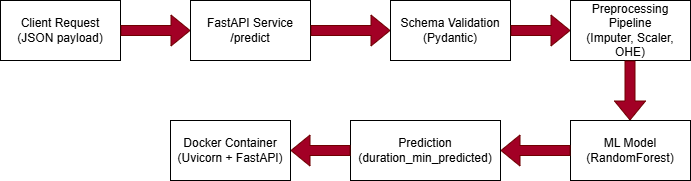 Client Request
(JSON payload)
FastAPI Service
/predict
Schema Validation
(Pydantic)
Preprocessing
Pipeline
(Imputer, Scaler,
OHE)
Docker Container
(Uvicorn + FastAPI)
Prediction
(duration_min_predicted)
ML Model
(RandomForest)